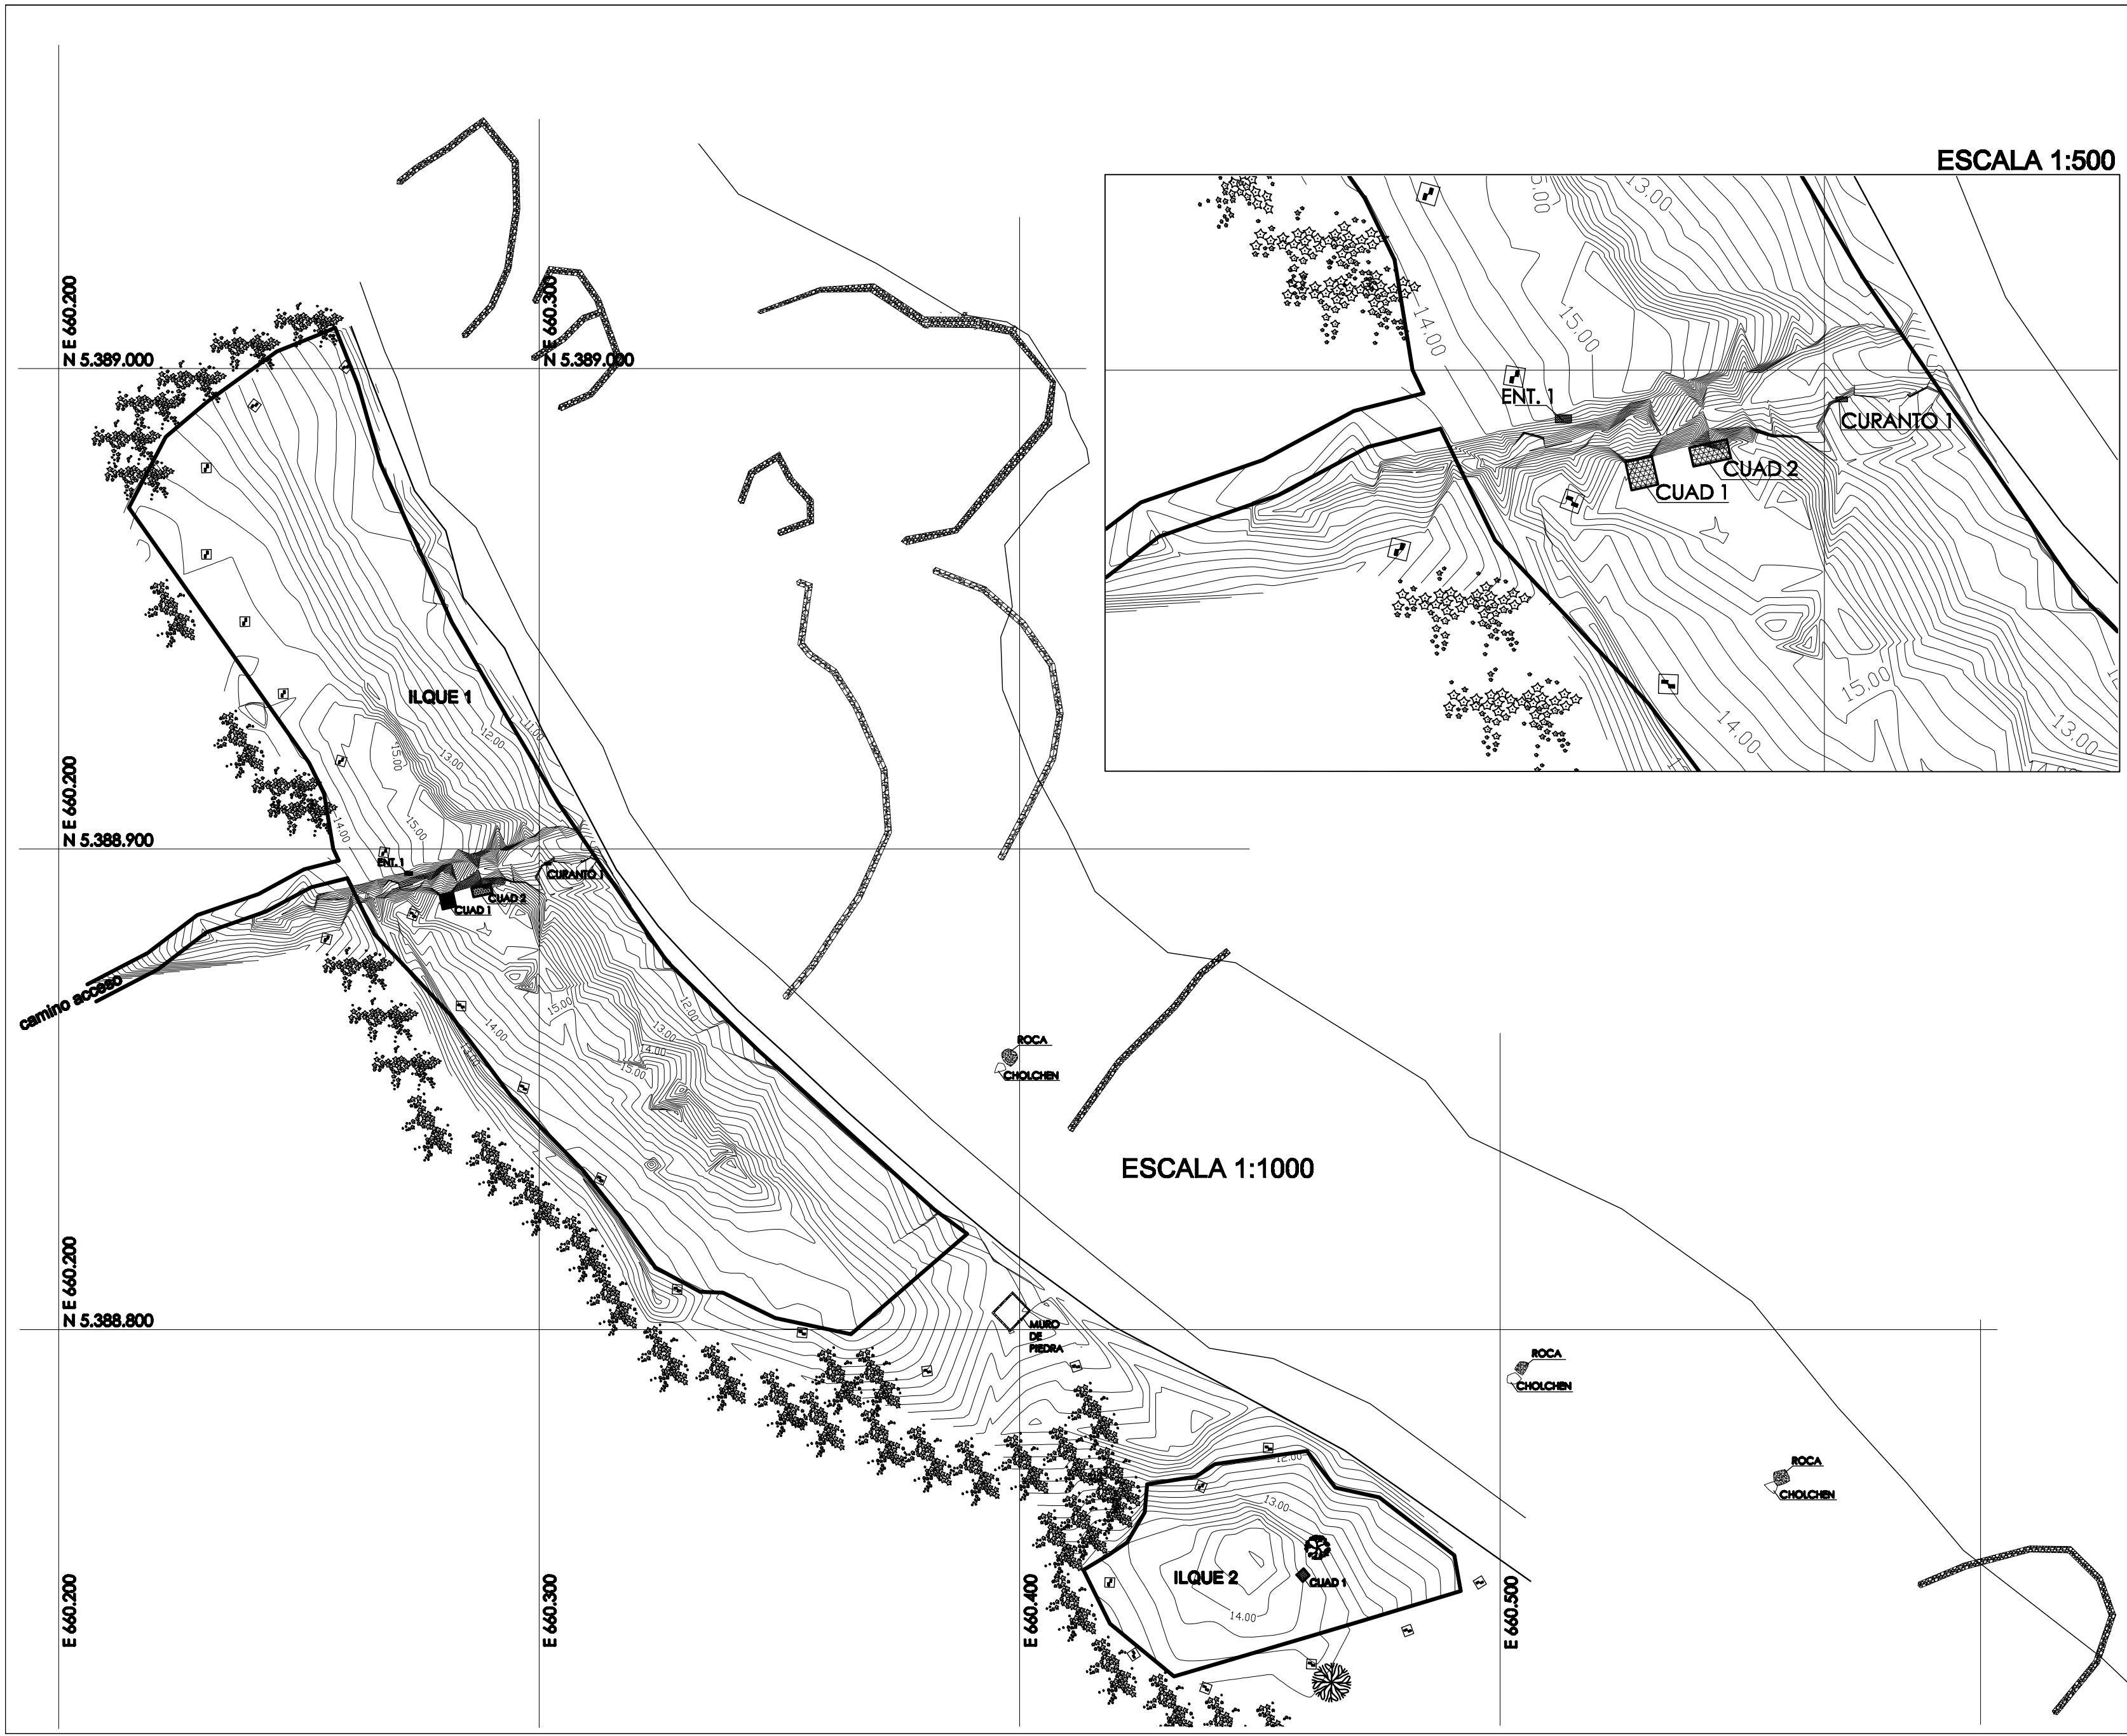 ESCALA 1:500
13.00
5.00
14.00
15.00
ENT. 1
CURANTO 1
CUAD 2
CUAD 1
15.00
14.00
13.00
E 660.200
N 5.389.000
E 660.300
N 5.389.000
ILQUE 1
11.00
12.00
13.00
15.00
14.00
15.00
N E 660.200
N 5.388.900
ENT. 1
CURANTO 1
CUAD 2
CUAD 1
camino acceso
15.00
12.00
14.00
13.00
13.00
14.00
15.00
ROCA
CHOLCHEN
ESCALA 1:1000
N E 660.200
N 5.388.800
MURO
DE
PIEDRA
ROCA
CHOLCHEN
ROCA
CHOLCHEN
12.00
13.00
ILQUE 2
CUAD 1
14.00
E 660.200
E 660.300
E 660.400
E 660.500